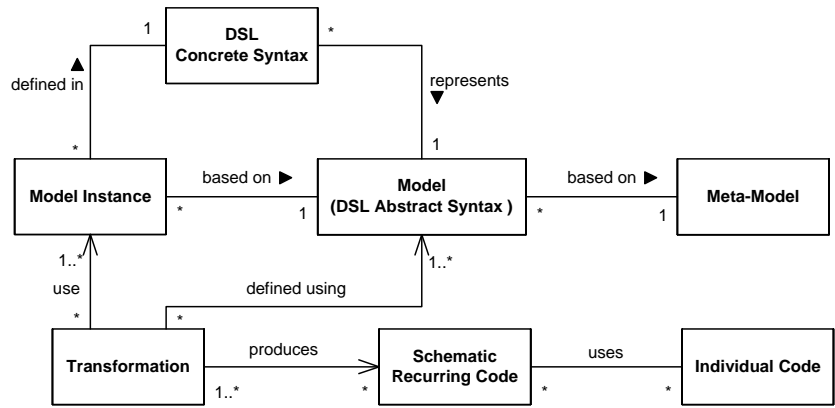 1
DSL
Concrete Syntax
*
defined in
represents
*
1
Model Instance
based on
*
1
Model
(DSL Abstract Syntax )
based on
*
1
Meta-Model
1..*
1..*
use
defined using
*
*
Transformation
produces
1..*
*
Schematic
Recurring Code
uses
*
*
Individual Code